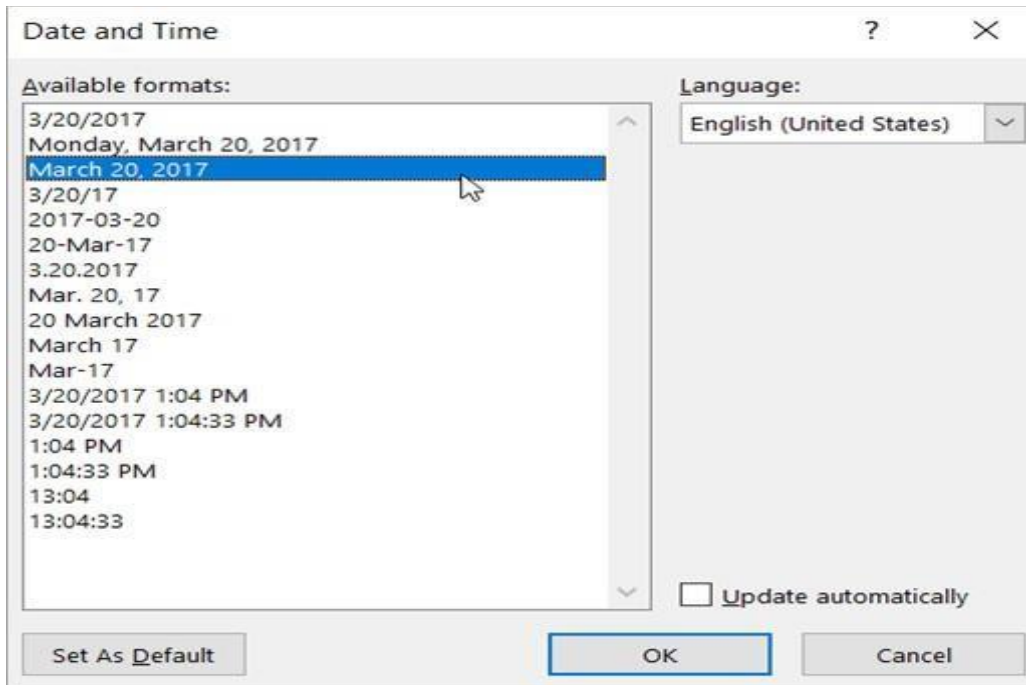 Date and Time
?
Available formats:
3/20/2017
Monday, March 20, 2017
March 20, 2017
3/20/17
2017-03-20
20-Mar-17
3.20.2017
Mar. 20, 17
20 March 2017
March 17
Mar-17
3/20/2017 1:04 PM
3/20/2017 1:04:33 PM
1:04 PM
1:04:33 PM
13:04
13:04:33
Language:
English (United States)
Update automatically
Set As Default
OK
Cancel